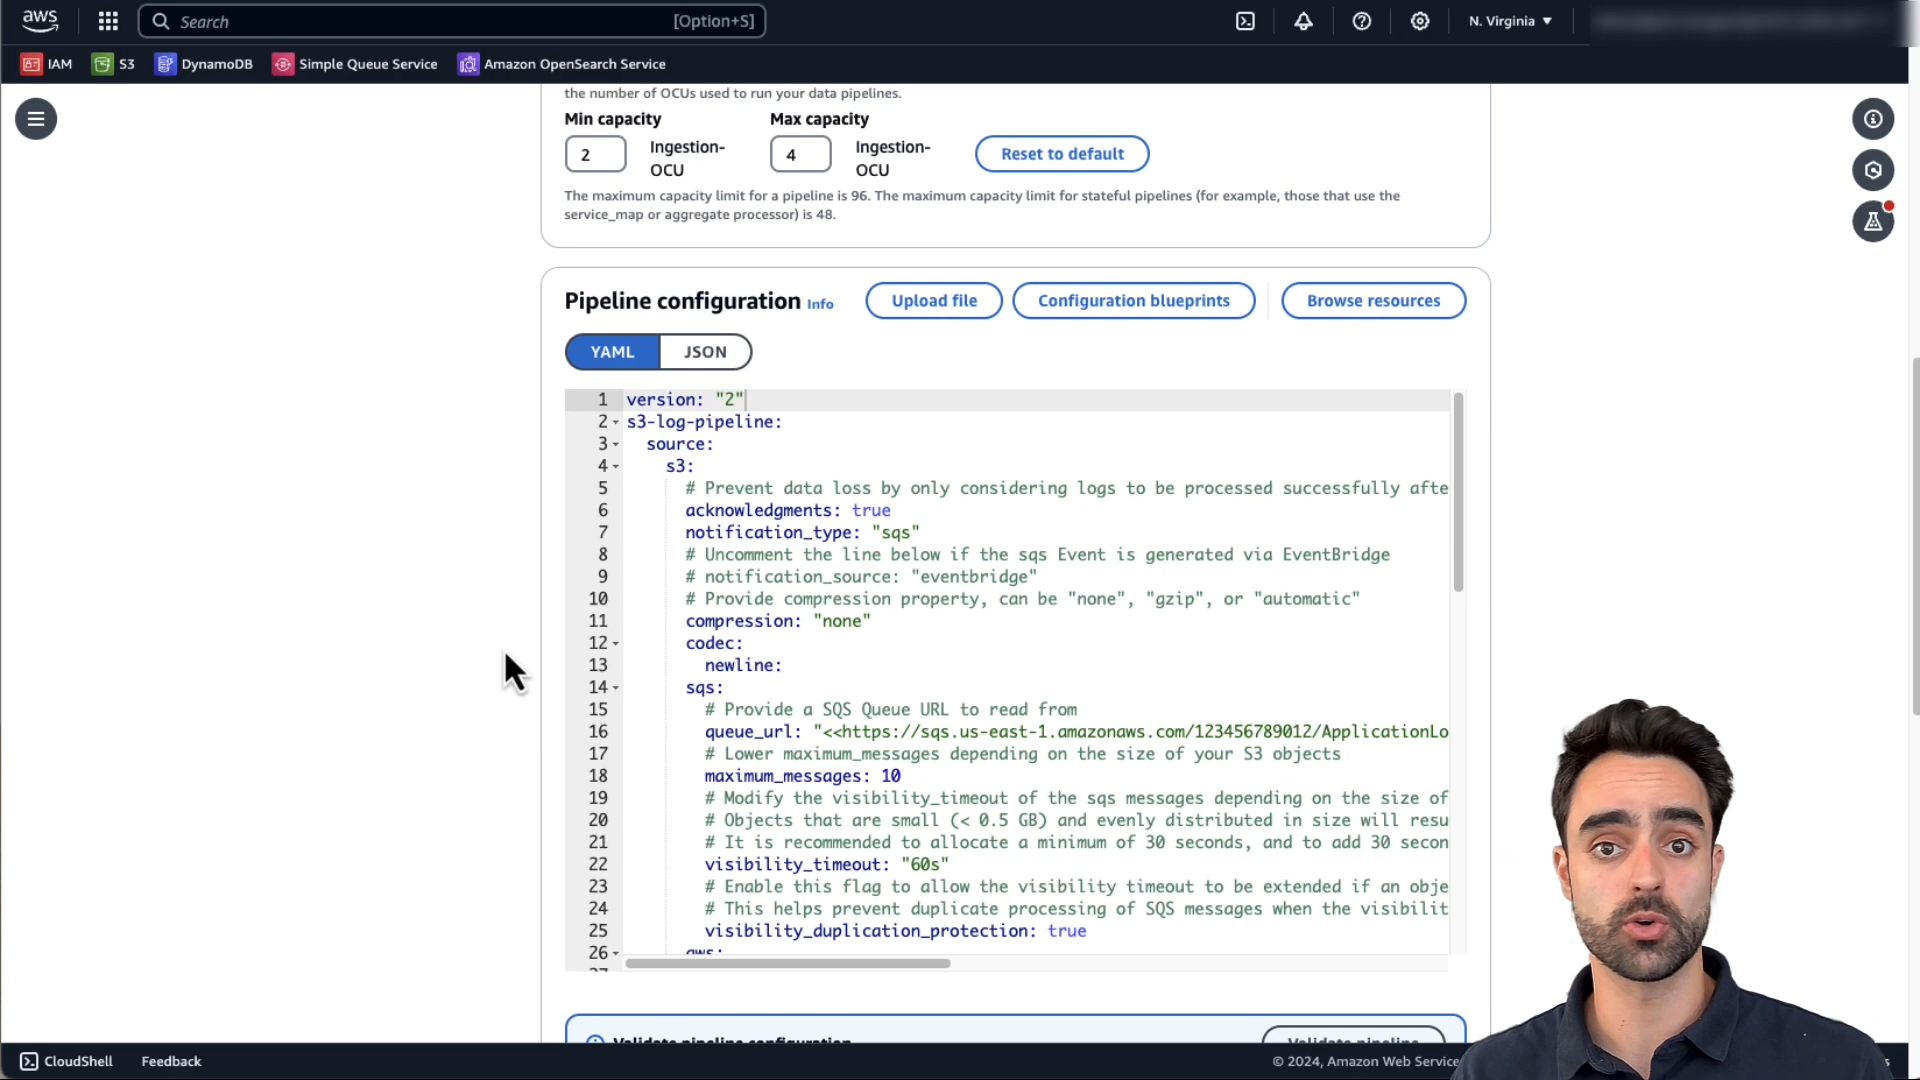 aws
Search
[Option+S]
N. Virginia
IAM
S3
DynamoDB
Simple Queue Service
Amazon OpenSearch Service
the number of OCUs used to run your data pipelines.
Min capacity
Max capacity
2
Ingestion-
OCU
4
Ingestion-
OCU
Reset to default
The maximum capacity limit for a pipeline is 96. The maximum capacity limit for stateful pipelines (for example, those that use the
service_map or aggregate processor) is 48.
Pipeline configuration Info
Upload file
Configuration blueprints
Browse resources
YAML
JSON
1 version: "2"
2 s3-log-pipeline:
3 source:
4 s3:
5 # Prevent data loss by only considering logs to be processed successfully afte
6 acknowledgments: true
7 notification_type: "sqs"
8 # Uncomment the line below if the sqs Event is generated via EventBridge
9 # notification_source: "eventbridge"
10 # Provide compression property, can be "none", "gzip", or "automatic"
11 compression: "none"
12 codec:
13 newline:
14 sqs:
15 # Provide a SQS Queue URL to read from
16 queue_url: "<<https://sqs.us-east-1.amazonaws.com/123456789012/ApplicationLo
17 # Lower maximum_messages depending on the size of your S3 objects
18 maximum_messages: 10
19 # Modify the visibility_timeout of the sqs messages depending on the size of
20 # Objects that are small (< 0.5 GB) and evenly distributed in size will resu
21 # It is recommended to allocate a minimum of 30 seconds, and to add 30 secon
22 visibility_timeout: "60s"
23 # Enable this flag to allow the visibility timeout to be extended if an obje
24 # This helps prevent duplicate processing of SQS messages when the visibilit
25 visibility_duplication_protection: true
26 aws:
27
Validate pipeline configuration
Validate pipeline
CloudShell
Feedback
© 2024, Amazon Web Service